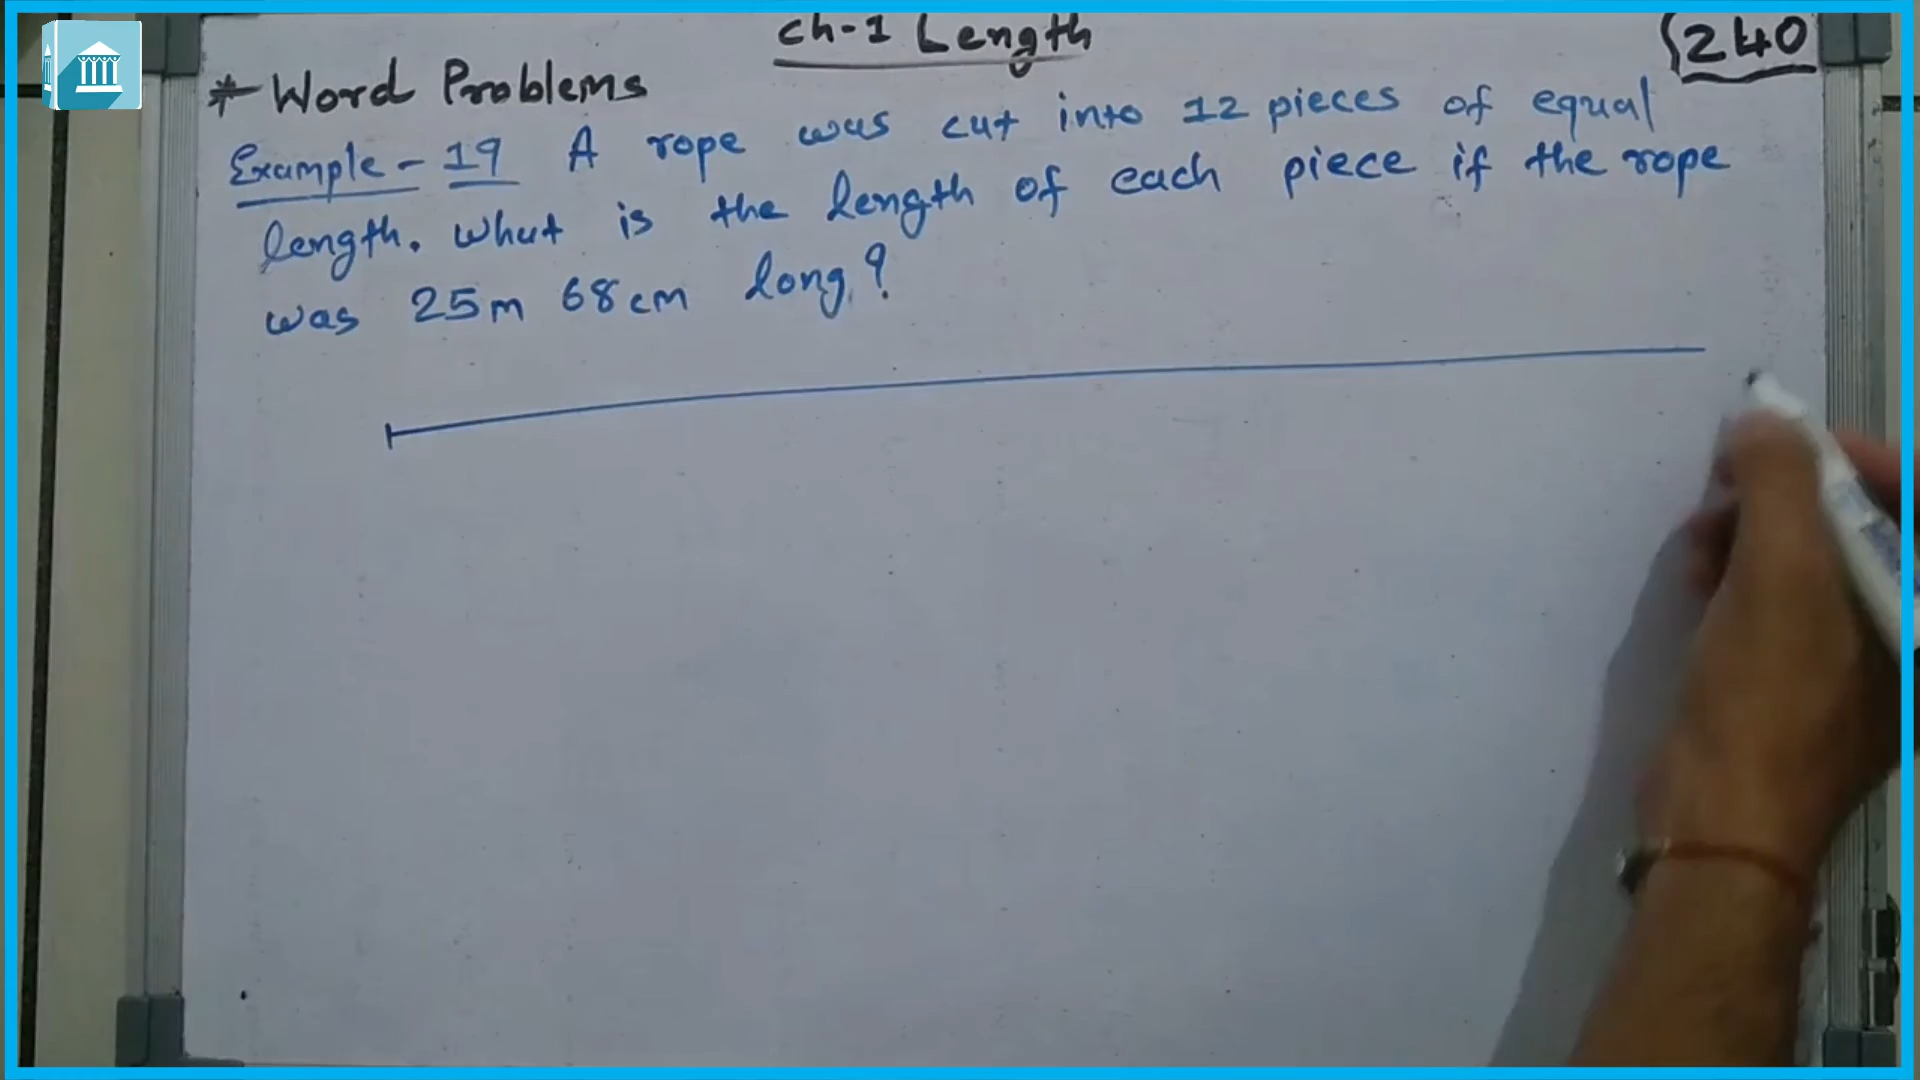 ch-1 Length
240
* Word Problems
Example - 19 A rope was cut into 12 pieces of equal
length. What is the length of each piece if the rope
was 25m 68cm long?